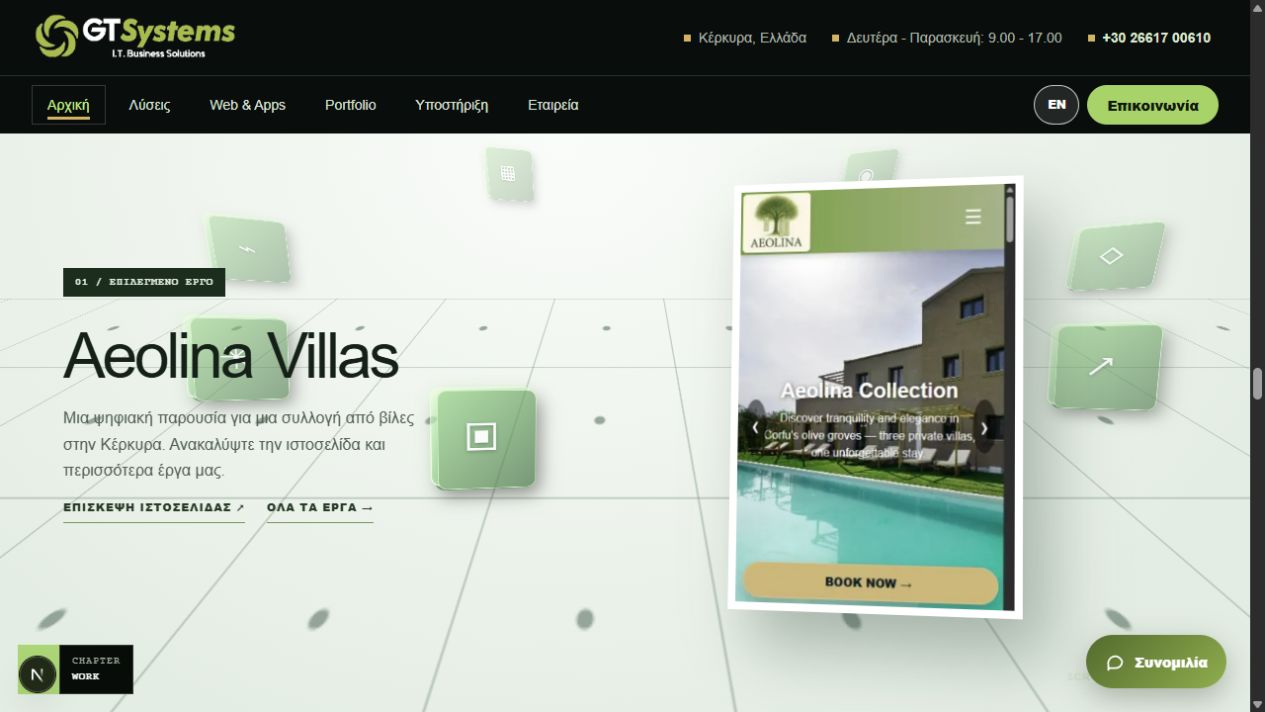 GTSystems
I.T. Business Solutions
Κέρκυρα, Ελλάδα
Δευτέρα - Παρασκευή: 9.00 - 17.00
+30 26617 00610
Αρχική
Λύσεις
Web & Apps
Portfolio
Υποστήριξη
Εταιρεία
EN
Επικοινωνία
01 / ΕΠΙΛΕΓΜΕΝΟ ΕΡΓΟ
Aeolina Villas
Μια ψηφιακή παρουσία για μια συλλογή από βίλες
στην Κέρκυρα. Ανακαλύψτε την ιστοσελίδα και
περισσότερα έργα μας.
ΕΠΙΣΚΕΨΗ ΙΣΤΟΣΕΛΙΔΑΣ ↗
ΟΛΑ ΤΑ ΕΡΓΑ →
AEOLINA
Aeolina Collection
Discover tranquility and elegance in
Corfu's olive groves — three private villas,
one unforgettable stay
BOOK NOW →
N
CHAPTER
WORK
Συνομιλία